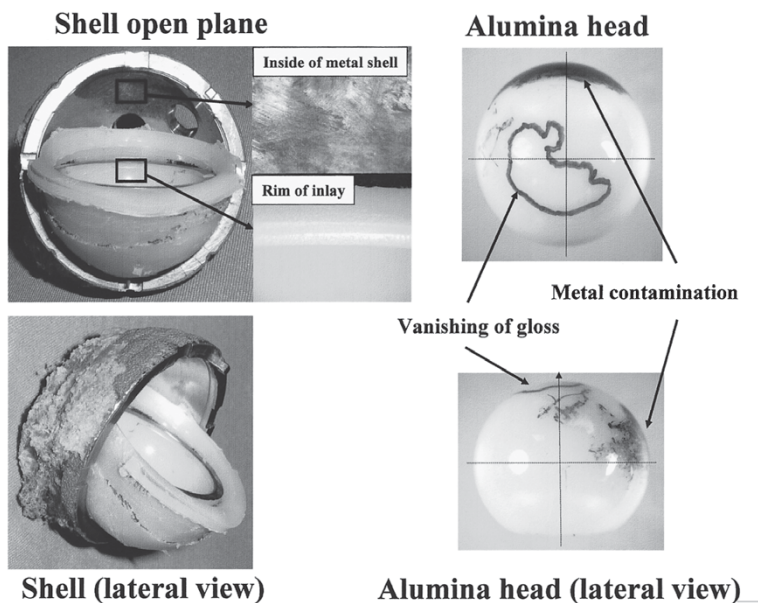 Shell open plane
Alumina head
Inside of metal shell
Rim of inlay
Metal contamination
Vanishing of gloss
Shell (lateral view)
Alumina head (lateral view)